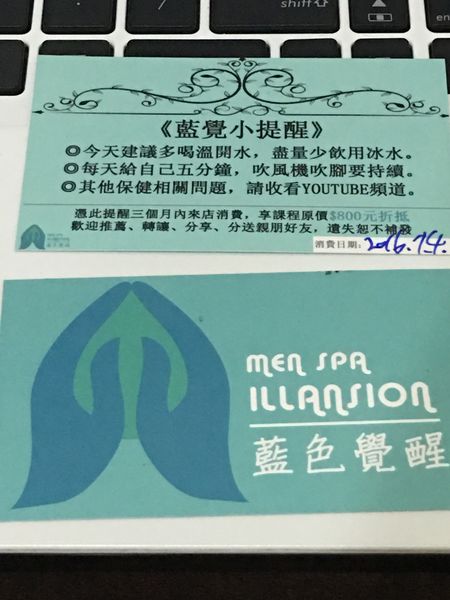 shift
alt
en
《藍覺小提醒》
◎今天建議多喝溫開水，盡量少飲用冰水。
◎每天給自己五分鐘，吹風機吹腳要持續。
◎其他保健相關問題，請收看YOUTUBE頻道。
憑此提醒三個月內來店消費，享課程原價$800元折抵
歡迎推薦、轉讓、分享、分送親朋好友，遺失恕不補發
消費日期：
MEN SPA
ILLANSION
藍色覺醒